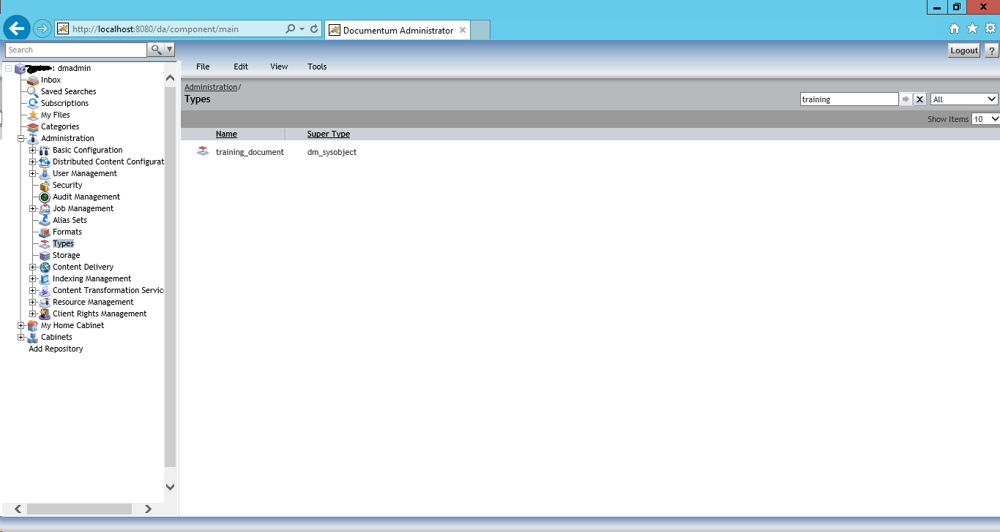 http://localhost:8080/da/component/main
Documentum Administrator
Search
Logout
?
File Edit View Tools
Administration/
Types
training
All
Show Items 10
Name Super Type
training_document dm_sysobject
: dmadmin
Inbox
Saved Searches
Subscriptions
My Files
Categories
Administration
Basic Configuration
Distributed Content Configurat
User Management
Security
Audit Management
Job Management
Alias Sets
Formats
Types
Storage
Content Delivery
Indexing Management
Content Transformation Servic
Resource Management
Client Rights Management
My Home Cabinet
Cabinets
Add Repository